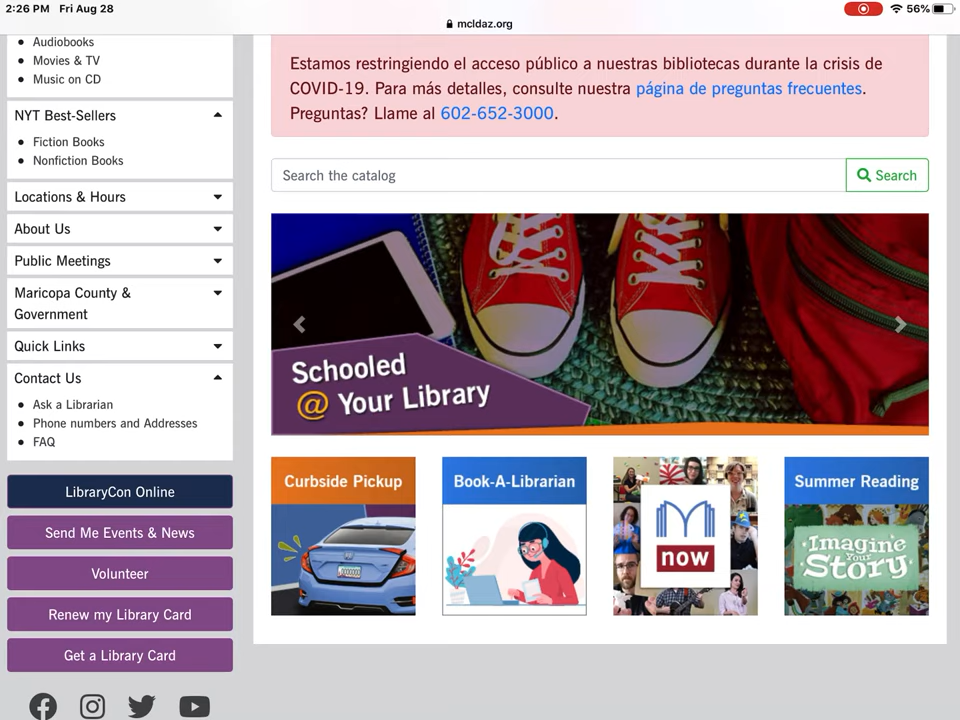 2:26 PM Fri Aug 28
56%
mcldaz.org
Audiobooks
Movies & TV
Music on CD
NYT Best-Sellers
Fiction Books
Nonfiction Books
Locations & Hours
About Us
Public Meetings
Maricopa County &
Government
Quick Links
Contact Us
Ask a Librarian
Phone numbers and Addresses
FAQ
LibraryCon Online
Send Me Events & News
Volunteer
Renew my Library Card
Get a Library Card
Estamos restringiendo el acceso público a nuestras bibliotecas durante la crisis de
COVID-19. Para más detalles, consulte nuestra página de preguntas frecuentes.
Preguntas? Llame al 602-652-3000.
Search the catalog
Search
Schooled
@ Your Library
Curbside Pickup
Book-A-Librarian
now
Summer Reading
Imagine
Your
Story